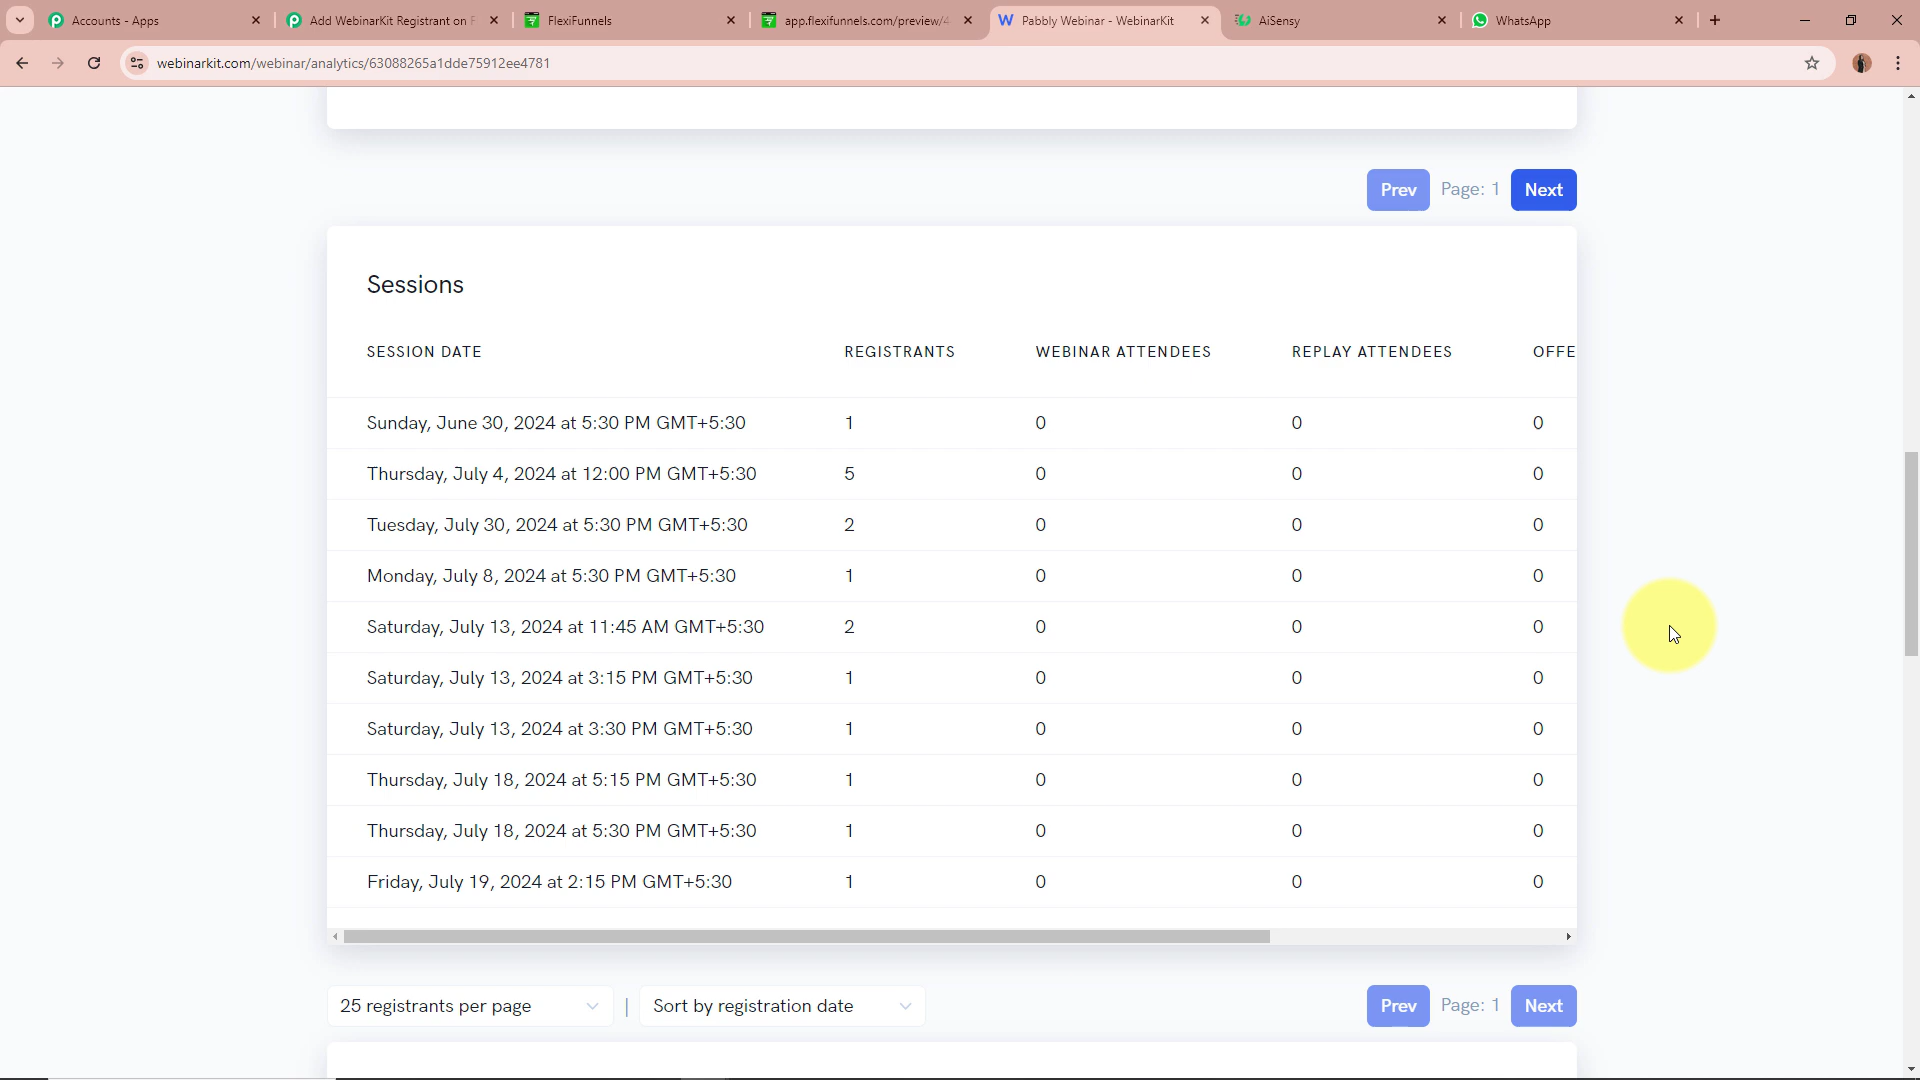 Accounts - Apps
Add WebinarKit Registrant on F
FlexiFunnels
app.flexifunnels.com/preview/4
W Pabbly Webinar - WebinarKit
AiSensy
WhatsApp
webinarkit.com/webinar/analytics/63088265a1dde75912ee4781
Prev Page: 1 Next
Sessions
SESSION DATE REGISTRANTS WEBINAR ATTENDEES REPLAY ATTENDEES OFFE
Sunday, June 30, 2024 at 5:30 PM GMT+5:30 1 0 0 0
Thursday, July 4, 2024 at 12:00 PM GMT+5:30 5 0 0 0
Tuesday, July 30, 2024 at 5:30 PM GMT+5:30 2 0 0 0
Monday, July 8, 2024 at 5:30 PM GMT+5:30 1 0 0 0
Saturday, July 13, 2024 at 11:45 AM GMT+5:30 2 0 0 0
Saturday, July 13, 2024 at 3:15 PM GMT+5:30 1 0 0 0
Saturday, July 13, 2024 at 3:30 PM GMT+5:30 1 0 0 0
Thursday, July 18, 2024 at 5:15 PM GMT+5:30 1 0 0 0
Thursday, July 18, 2024 at 5:30 PM GMT+5:30 1 0 0 0
Friday, July 19, 2024 at 2:15 PM GMT+5:30 1 0 0 0
25 registrants per page | Sort by registration date Prev Page: 1 Next